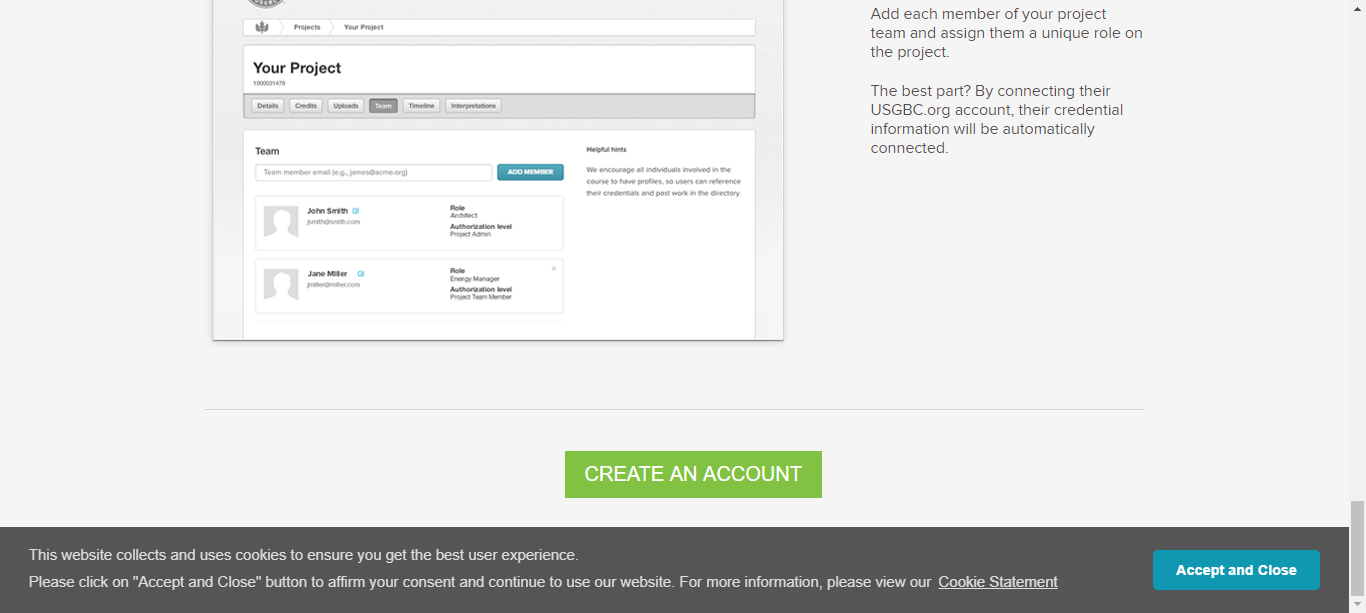 Projects
Your Project
Your Project
1000031479
Details
Credits
Uploads
Team
Timeline
Interpretations
Team
Team member email (e.g., james@acme.org)
ADD MEMBER
John Smith
jsmith@smith.com
Role
Architect
Authorization level
Project Admin
Jane Miller
jmiller@miller.com
Role
Energy Manager
Authorization level
Project Team Member
Helpful hints
We encourage all individuals involved in the
course to have profiles, so users can reference
their credentials and past work in the directory.
Add each member of your project
team and assign them a unique role on
the project.
The best part? By connecting their
USGBC.org account, their credential
information will be automatically
connected.
CREATE AN ACCOUNT
This website collects and uses cookies to ensure you get the best user experience.
Please click on "Accept and Close" button to affirm your consent and continue to use our website. For more information, please view our Cookie Statement
Accept and Close